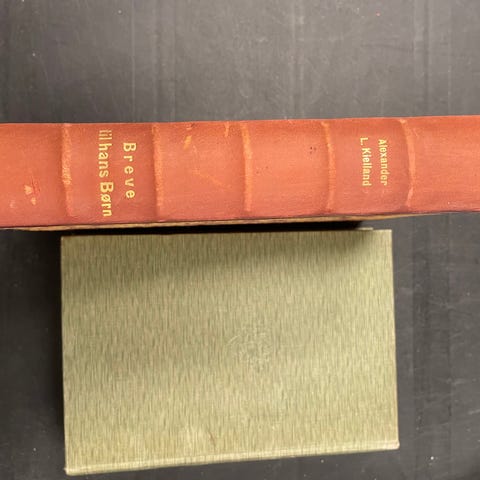 Alexander
L. Kielland
Breve
til hans Børn